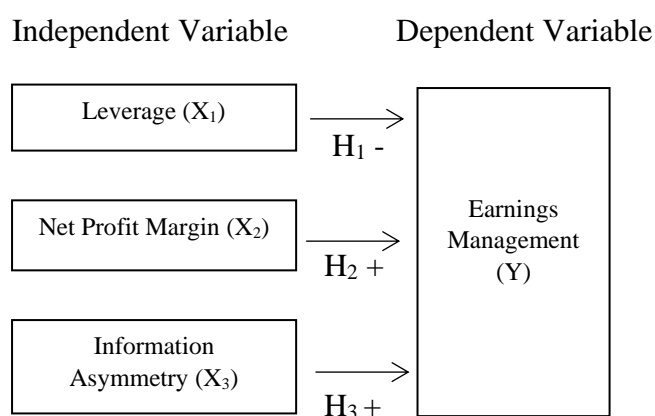 Independent Variable
Dependent Variable
Leverage (X₁)
H₁ -
Net Profit Margin (X₂)
H₂ +
Information
Asymmetry (X₃)
H₃ +
Earnings
Management
(Y)